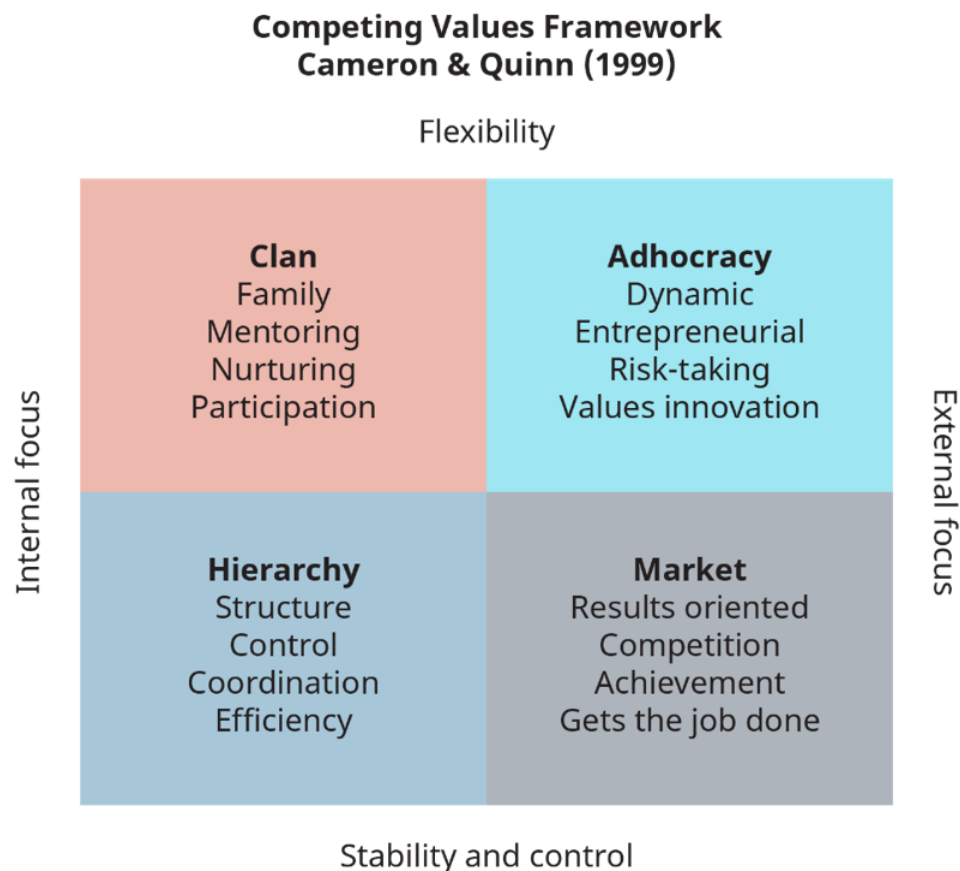 Competing Values Framework
Cameron & Quinn (1999)
Flexibility
Internal focus
Clan
Family
Mentoring
Nurturing
Participation
Adhocracy
Dynamic
Entrepreneurial
Risk-taking
Values innovation
Hierarchy
Structure
Control
Coordination
Efficiency
Market
Results oriented
Competition
Achievement
Gets the job done
External focus
Stability and control